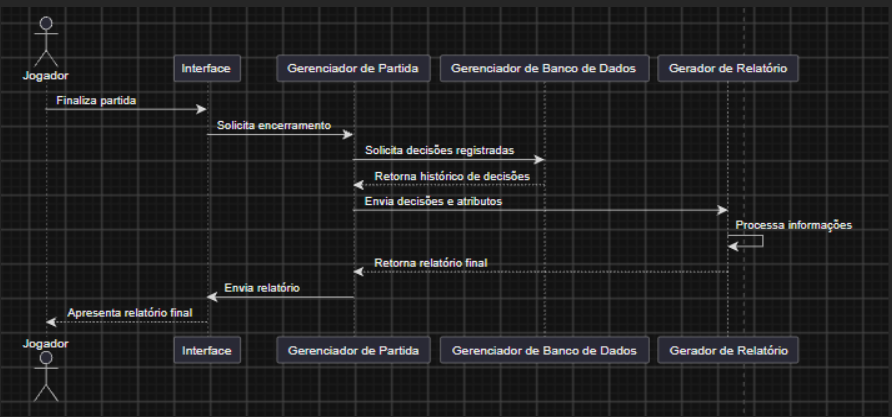 Jogador
Interface
Gerenciador de Partida
Gerenciador de Banco de Dados
Gerador de Relatório
Finaliza partida
Solicita encerramento
Solicita decisões registradas
Retorna histórico de decisões
Envia decisões e atributos
Processa informações
Retorna relatório final
Envia relatório
Apresenta relatório final
Jogador
Interface
Gerenciador de Partida
Gerenciador de Banco de Dados
Gerador de Relatório